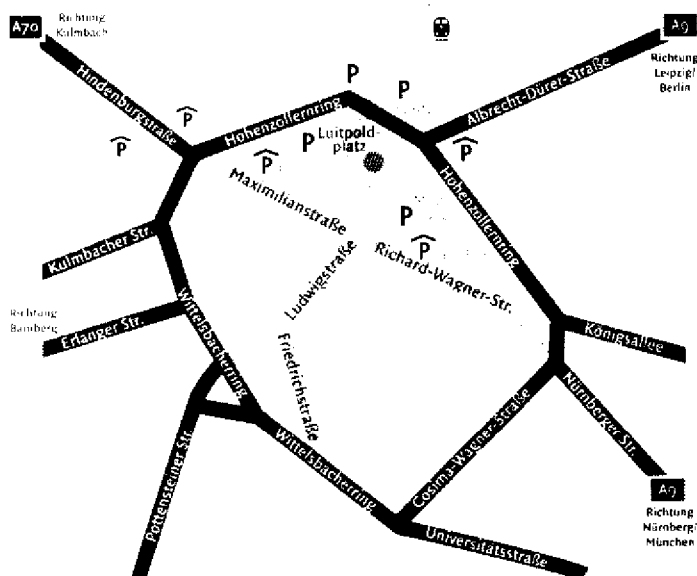 A70
Richtung
Kulmbach
A9
Richtung
Leipzig/
Berlin
Hindenburgstraße
P
P
Albrecht-Dürer-Straße
P
P
Hohenzollernring
P
Luitpold-
platz
P
P
Maximilianstraße
Hohenzollernring
P
P
Richard-Wagner-Str.
Kulmbacher Str.
Ludwigstraße
Richtung
Bamberg
Erlanger Str.
Wittelsbacherring
Friedrichstraße
Königsallee
Nürnberger Str.
Cosima-Wagner-Straße
Wittelsbacherring
Pottensteiner Str.
Universitätsstraße
A9
Richtung
Nürnberg/
München